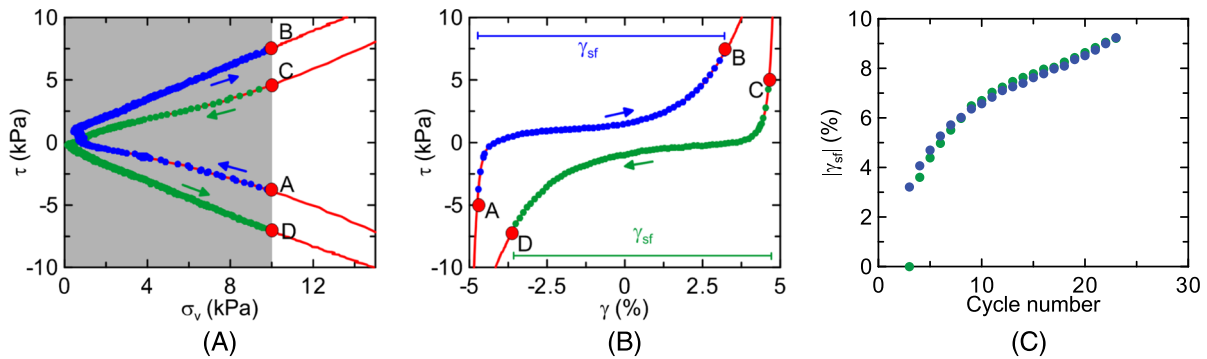 10
5
0
-5
-10
τ (kPa)
0 4 8 12
σv (kPa)
B
C
A
D
(A)
10
5
0
-5
-10
τ (kPa)
-5 -2.5 0 2.5 5
γ (%)
γsf
B
C
A
D
γsf
(B)
10
8
6
4
2
0
|γsf| (%)
0 10 20 30
Cycle number
(C)